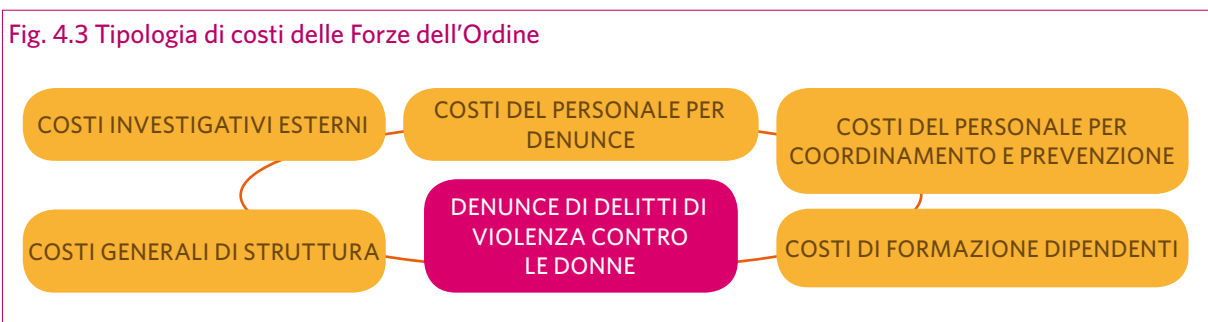 Fig. 4.3 Tipologia di costi delle Forze dell'Ordine
COSTI INVESTIGATIVI ESTERNI
COSTI DEL PERSONALE PER
DENUNCE
COSTI DEL PERSONALE PER
COORDINAMENTO E PREVENZIONE
COSTI GENERALI DI STRUTTURA
DENUNCE DI DELITTI DI
VIOLENZA CONTRO
LE DONNE
COSTI DI FORMAZIONE DIPENDENTI